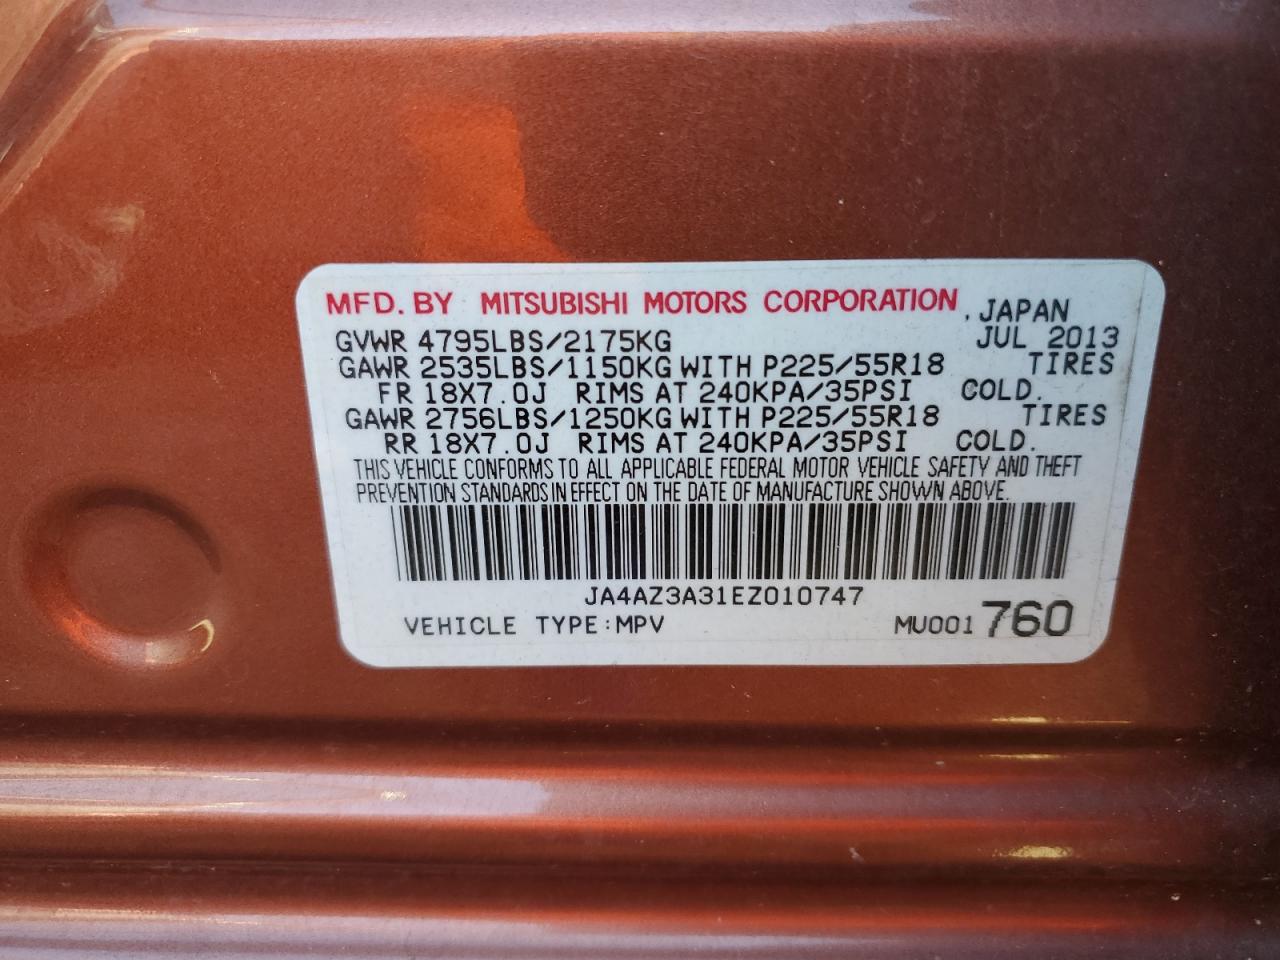 MFD. BY MITSUBISHI MOTORS CORPORATION, JAPAN
GVWR 4795LBS/2175KG JUL 2013
GAWR 2535LBS/1150KG WITH P225/55R18 TIRES
FR 18X7.0J RIMS AT 240KPA/35PSI COLD.
GAWR 2756LBS/1250KG WITH P225/55R18 TIRES
RR 18X7.0J RIMS AT 240KPA/35PSI COLD.
THIS VEHICLE CONFORMS TO ALL APPLICABLE FEDERAL MOTOR VEHICLE SAFETY AND THEFT
PREVENTION STANDARDS IN EFFECT ON THE DATE OF MANUFACTURE SHOWN ABOVE.
JA4AZ3A31EZ010747
VEHICLE TYPE:MPV MU001 760